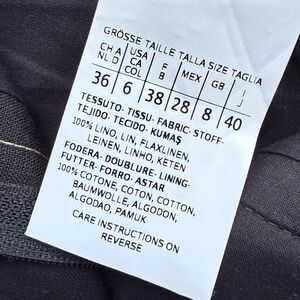 GRÖSSE TAILLE TALLA SIZE TAGLIA
CH A
NL D
USA
CA
CO
F
B
MEX
GB
I
J
36 6 38 28 8 40
TESSUTO- TISSU- FABRIC- STOFF-
TEJIDO- TECIDO- KUMAŞ
100% LINO, LIN, FLAX,LINEN,
LEINEN, LINHO, KETEN
FODERA- DOUBLURE- LINING-
FUTTER- FORRO- ASTAR
100% COTONE, COTON, COTTON,
BAUMWOLLE, ALGODON,
ALGODAO, PAMUK
CARE INSTRUCTIONS ON
REVERSE